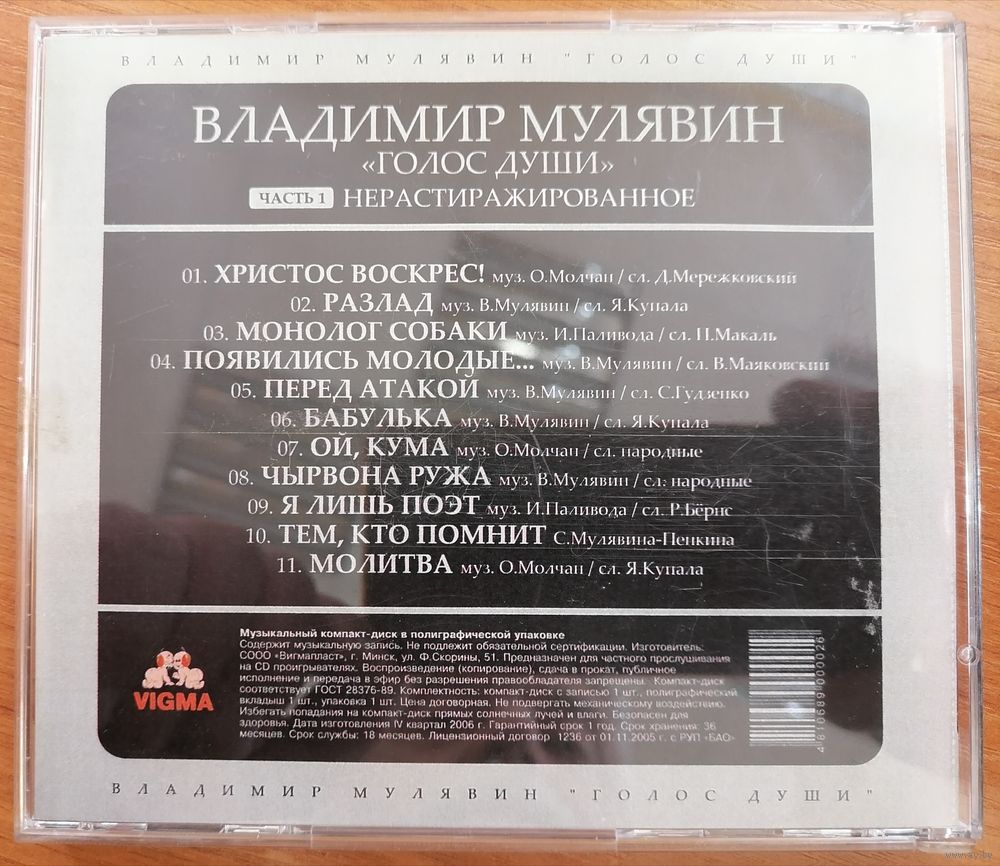 ВЛАДИМИР МУЛЯВИН "ГОЛОС ДУШИ"
ВЛАДИМИР МУЛЯВИН
«ГОЛОС ДУШИ»
ЧАСТЬ 1 НЕРАСТИРАЖИРОВАННОЕ
01. ХРИСТОС ВОСКРЕС! муз. О.Молчан / сл. Д.Мережковский
02. РАЗЛАД муз. В.Мулявин / сл. Я.Купала
03. МОНОЛОГ СОБАКИ муз. И.Паливода / сл. П.Макаль
04. ПОЯВИЛИСЬ МОЛОДЫЕ... муз. В.Мулявин / сл. В.Маяковский
05. ПЕРЕД АТАКОЙ муз. В.Мулявин / сл. С.Гудзенко
06. БАБУЛЬКА муз. В.Мулявин / сл. Я.Купала
07. ОЙ, КУМА муз. О.Молчан / сл. народные
08. ЧЫРВОНА РУЖА муз. В.Мулявин / сл. народные
09. Я ЛИШЬ ПОЭТ муз. И.Паливода / сл. Р.Бёрнс
10. ТЕМ, КТО ПОМНИТ С.Мулявина-Пенкина
11. МОЛИТВА муз. О.Молчан / сл. Я.Купала
VIGMA
Музыкальный компакт-диск в полиграфической упаковке
Содержит музыкальную запись. Не подлежит обязательной сертификации. Изготовитель:
СООО «Вигмапласт», г. Минск, ул. Ф.Скорины, 51. Предназначен для частного прослушивания
на CD проигрывателях. Воспроизведение (копирование), сдача в прокат, публичное
исполнение и передача в эфир без разрешения правообладателя запрещены. Компакт-диск
соответствует ГОСТ 28376-89. Комплектность: компакт-диск с записью 1 шт., полиграфический
вкладыш 1 шт., упаковка 1 шт. Цена договорная. Не подвергать механическому воздействию.
Избегать попадания на компакт-диск прямых солнечных лучей и влаги. Безопасен для
здоровья. Дата изготовления IV квартал 2006 г. Гарантийный срок 1 год. Срок хранения: 36
месяцев. Срок службы: 18 месяцев. Лицензионный договор 1236 от 01.11.2005 г. с РУП «БАО»
4 810689 000026
ВЛАДИМИР МУЛЯВИН "ГОЛОС ДУШИ"
www.ay.by